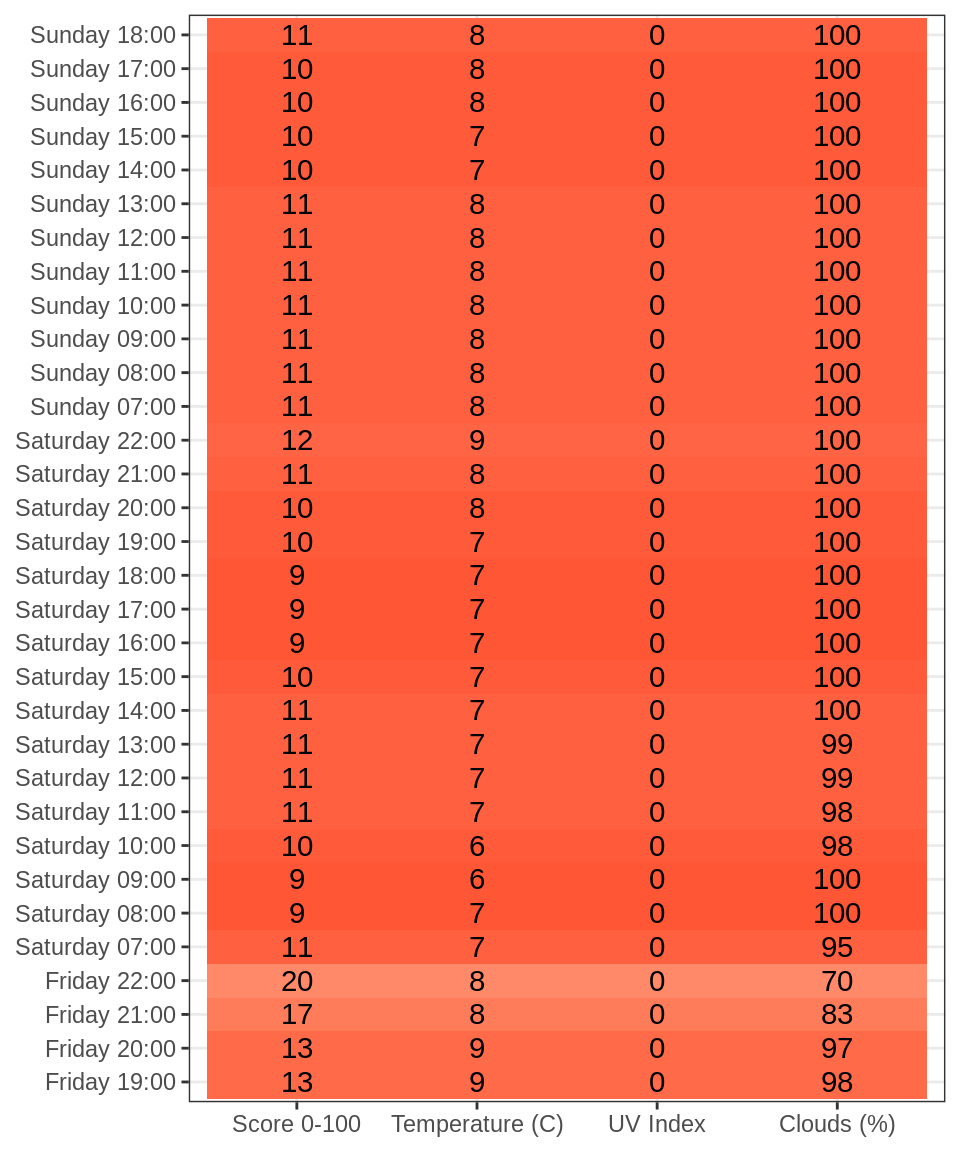 Sunday 18:00 11 8 0 100
Sunday 17:00 10 8 0 100
Sunday 16:00 10 8 0 100
Sunday 15:00 10 7 0 100
Sunday 14:00 10 7 0 100
Sunday 13:00 11 8 0 100
Sunday 12:00 11 8 0 100
Sunday 11:00 11 8 0 100
Sunday 10:00 11 8 0 100
Sunday 09:00 11 8 0 100
Sunday 08:00 11 8 0 100
Sunday 07:00 11 8 0 100
Saturday 22:00 12 9 0 100
Saturday 21:00 11 8 0 100
Saturday 20:00 10 8 0 100
Saturday 19:00 10 7 0 100
Saturday 18:00 9 7 0 100
Saturday 17:00 9 7 0 100
Saturday 16:00 9 7 0 100
Saturday 15:00 10 7 0 100
Saturday 14:00 11 7 0 100
Saturday 13:00 11 7 0 99
Saturday 12:00 11 7 0 99
Saturday 11:00 11 7 0 98
Saturday 10:00 10 6 0 98
Saturday 09:00 9 6 0 100
Saturday 08:00 9 7 0 100
Saturday 07:00 11 7 0 95
Friday 22:00 20 8 0 70
Friday 21:00 17 8 0 83
Friday 20:00 13 9 0 97
Friday 19:00 13 9 0 98
Score 0-100 Temperature (C) UV Index Clouds (%)